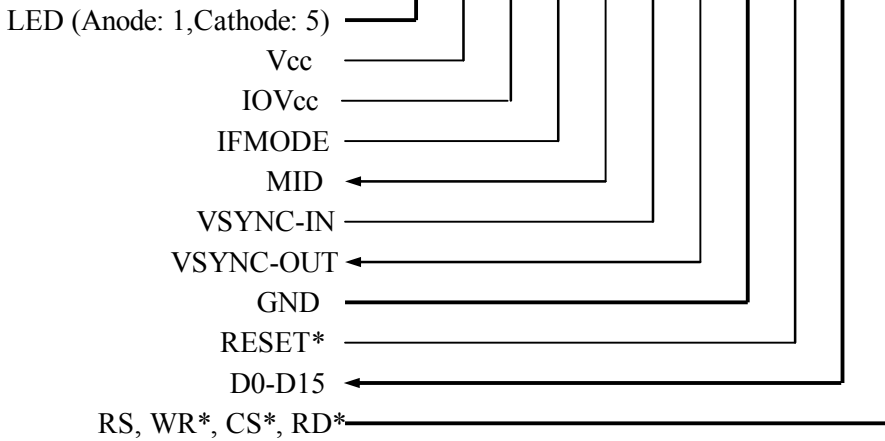 LED (Anode: 1,Cathode: 5)
Vcc
IOVcc
IFMODE
MID
VSYNC-IN
VSYNC-OUT
GND
RESET*
D0-D15
RS, WR*, CS*, RD*